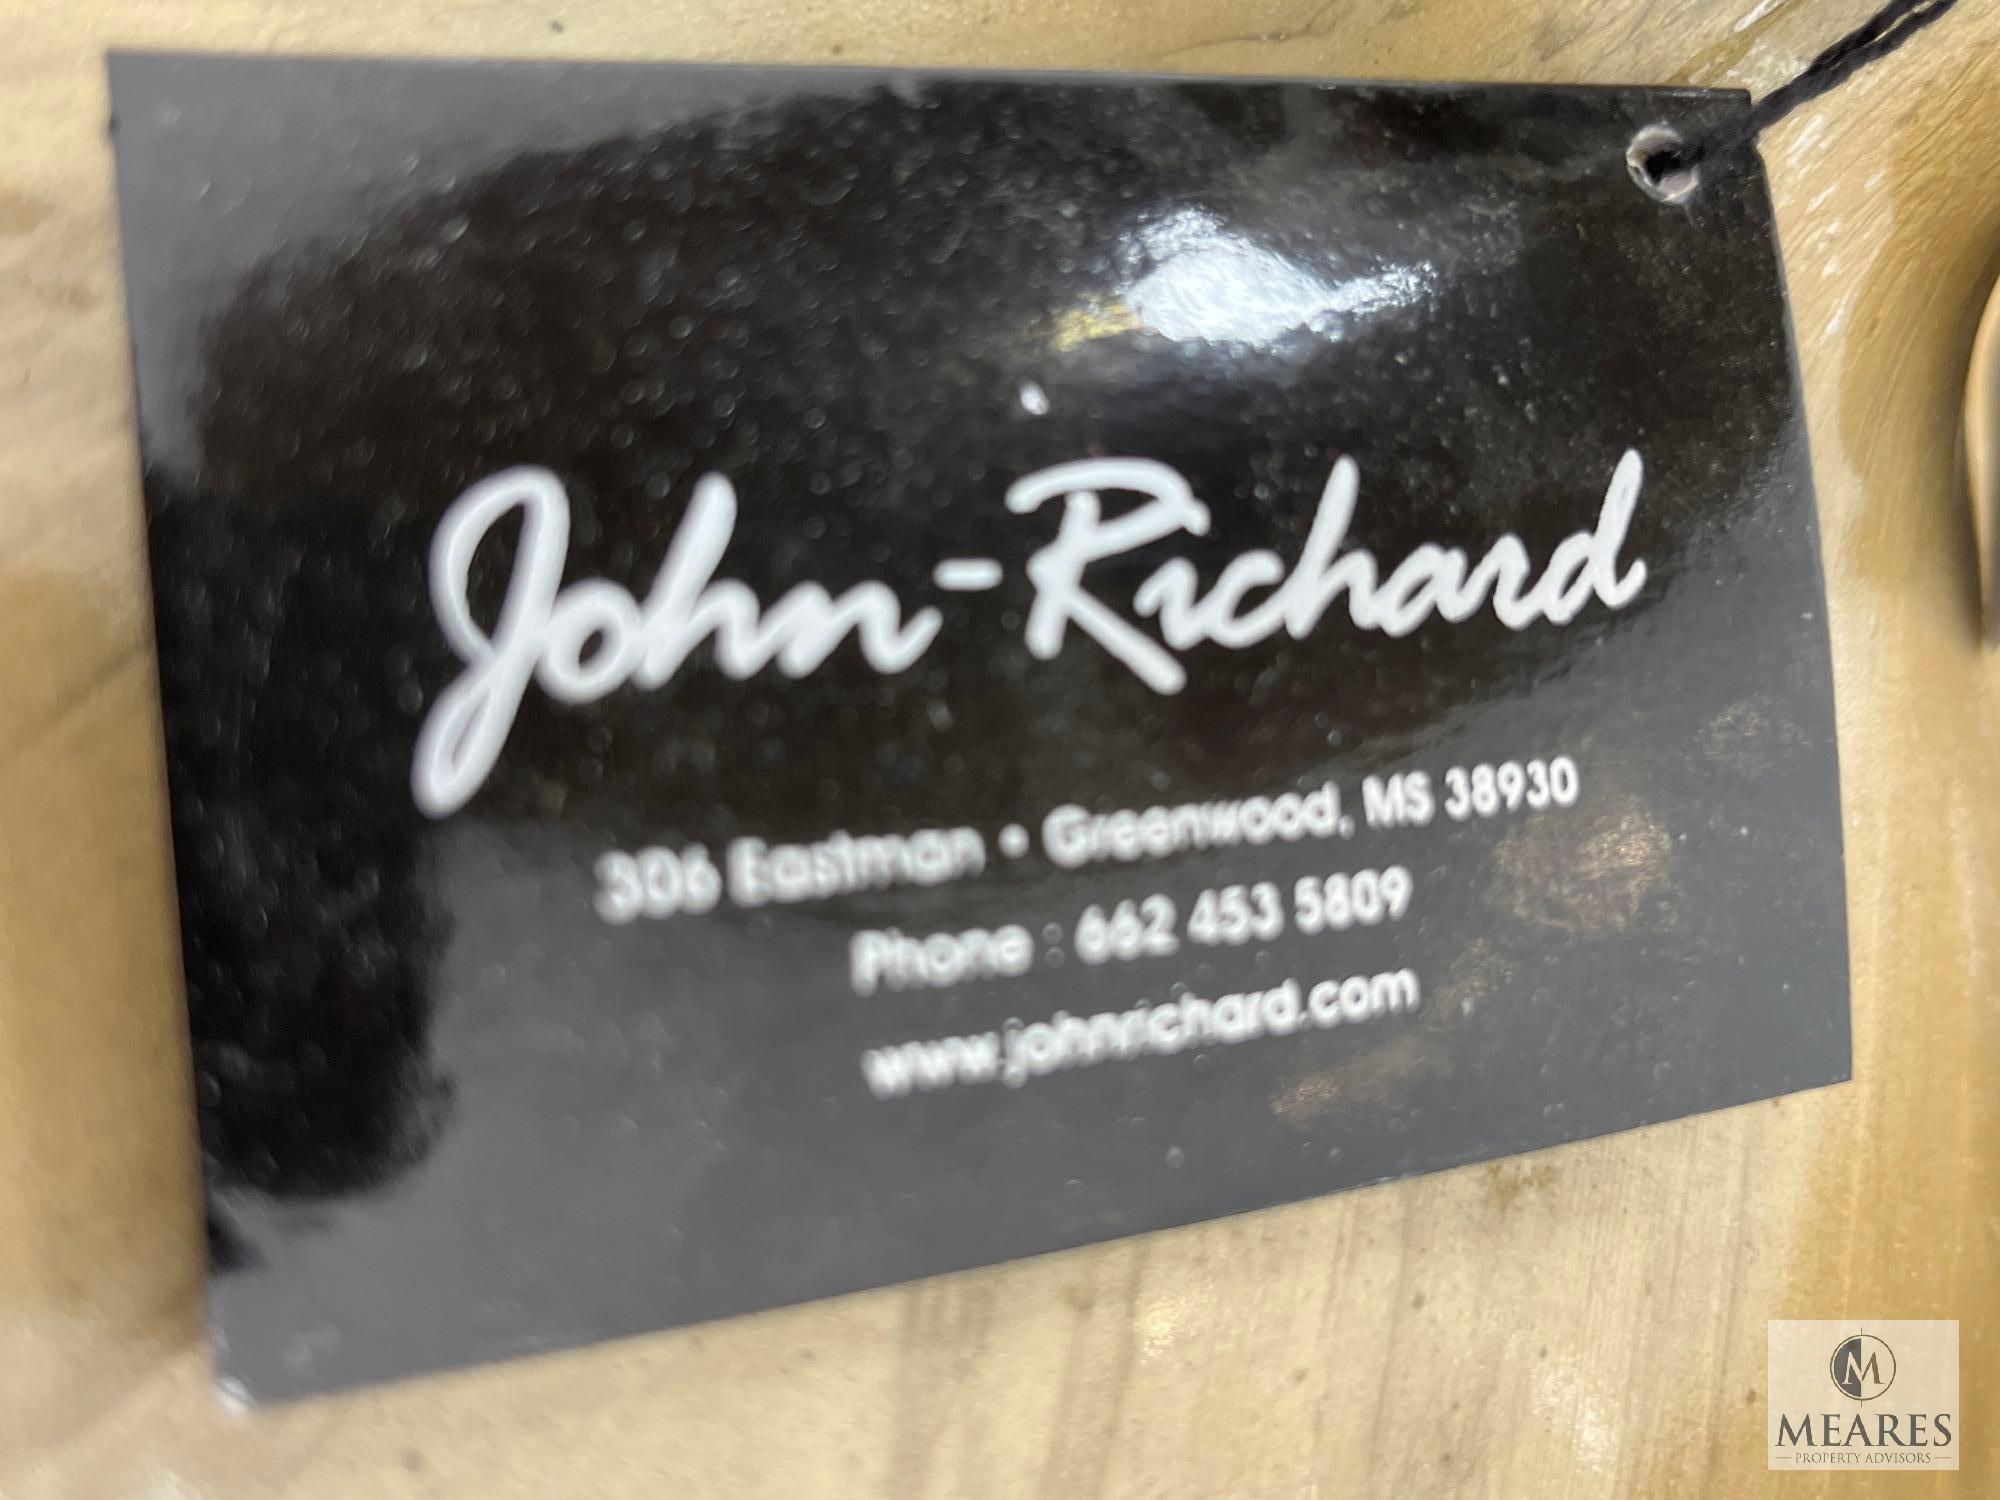 John-Richard
306 Eastman • Greenwood, MS 38930
Phone : 662 453 5809
www.johnrichard.com
M
MEARES
PROPERTY ADVISORS